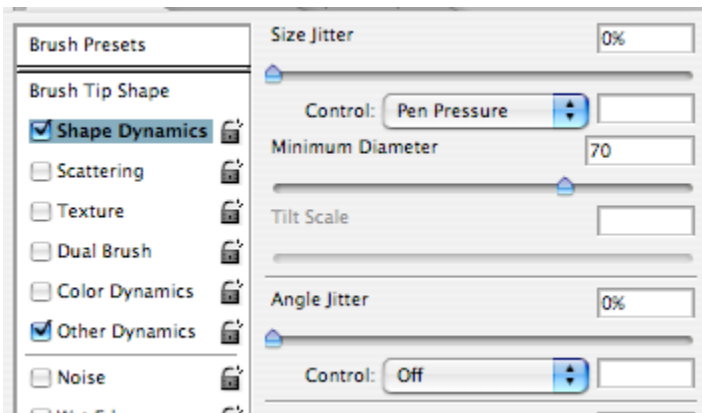 Brush Presets
Brush Tip Shape
Shape Dynamics
Scattering
Texture
Dual Brush
Color Dynamics
Other Dynamics
Noise
Size Jitter 0%
Control: Pen Pressure
Minimum Diameter 70
Tilt Scale
Angle Jitter 0%
Control: Off